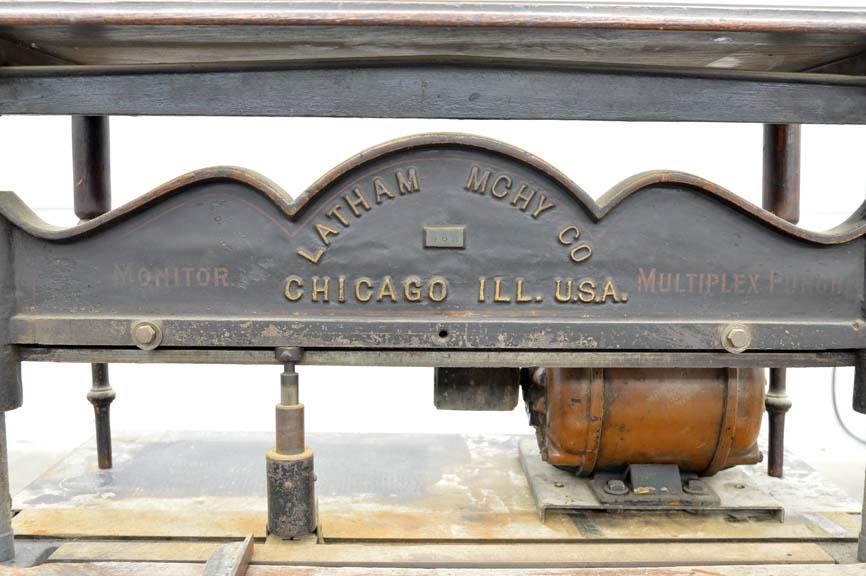 LATHAM MCHY CO
MONITOR
CHICAGO ILL. U.S.A.
MULTIPLEX